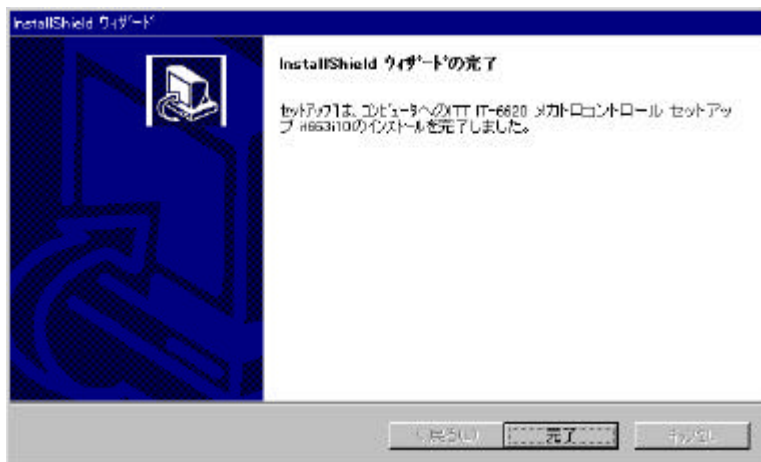 InstallShield ウィザード
InstallShield ウィザードの完了
セットアップは、コンピュータへの IT-6620 メカトロコントロール セットアッ
プ のインストールを完了しました。
< 戻る(B)
完了
キャンセル